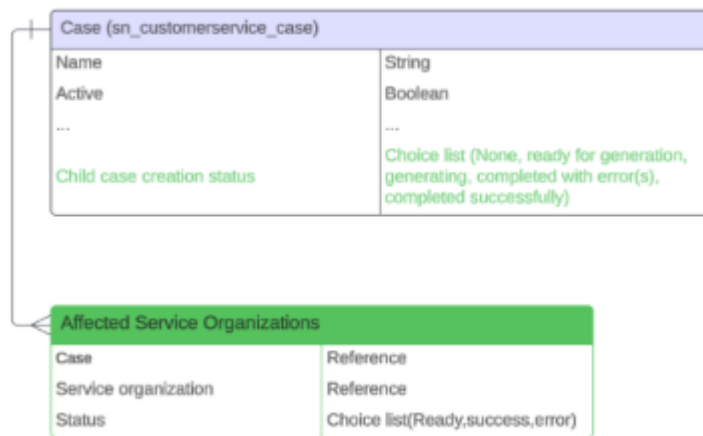 Case (sn_customerservice_case)
Name String
Active Boolean
... ...
Child case creation status Choice list (None, ready for generation,
generating, completed with error(s),
completed successfully)
Affected Service Organizations
Case Reference
Service organization Reference
Status Choice list(Ready,success,error)